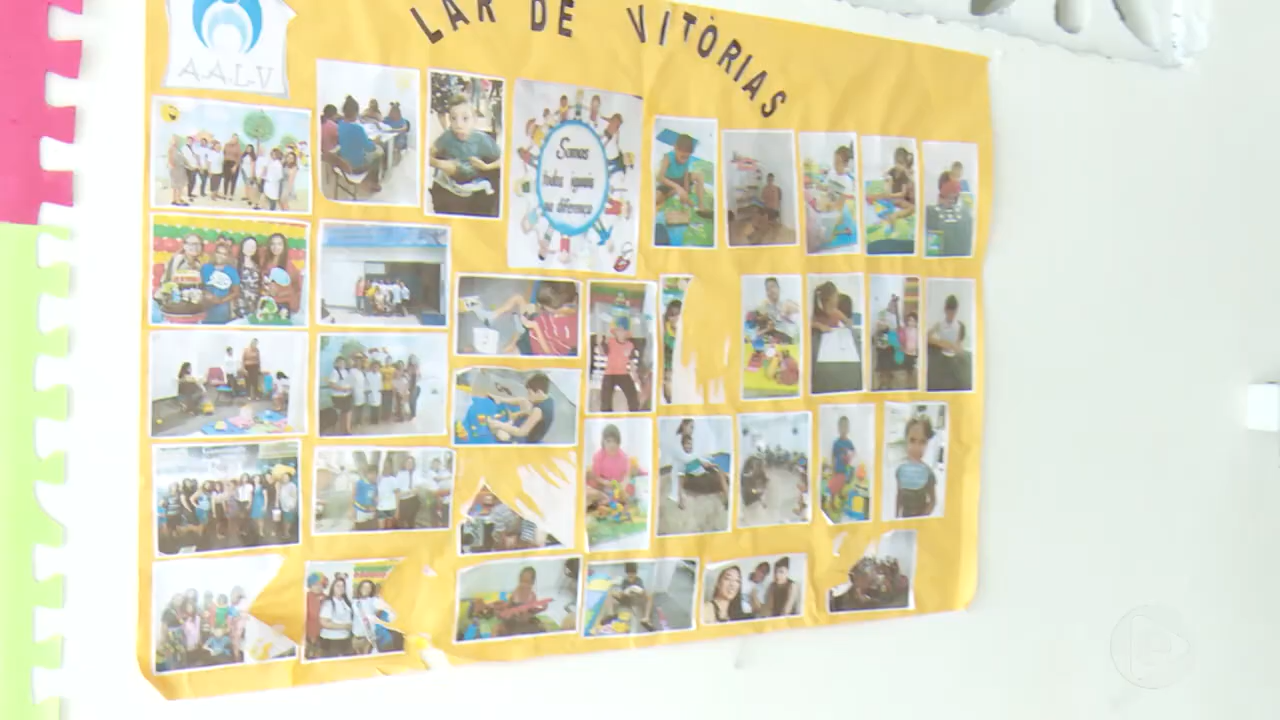 LAR DE VITÓRIAS
A.A.L-V
Somos
todos iguais
na diferença